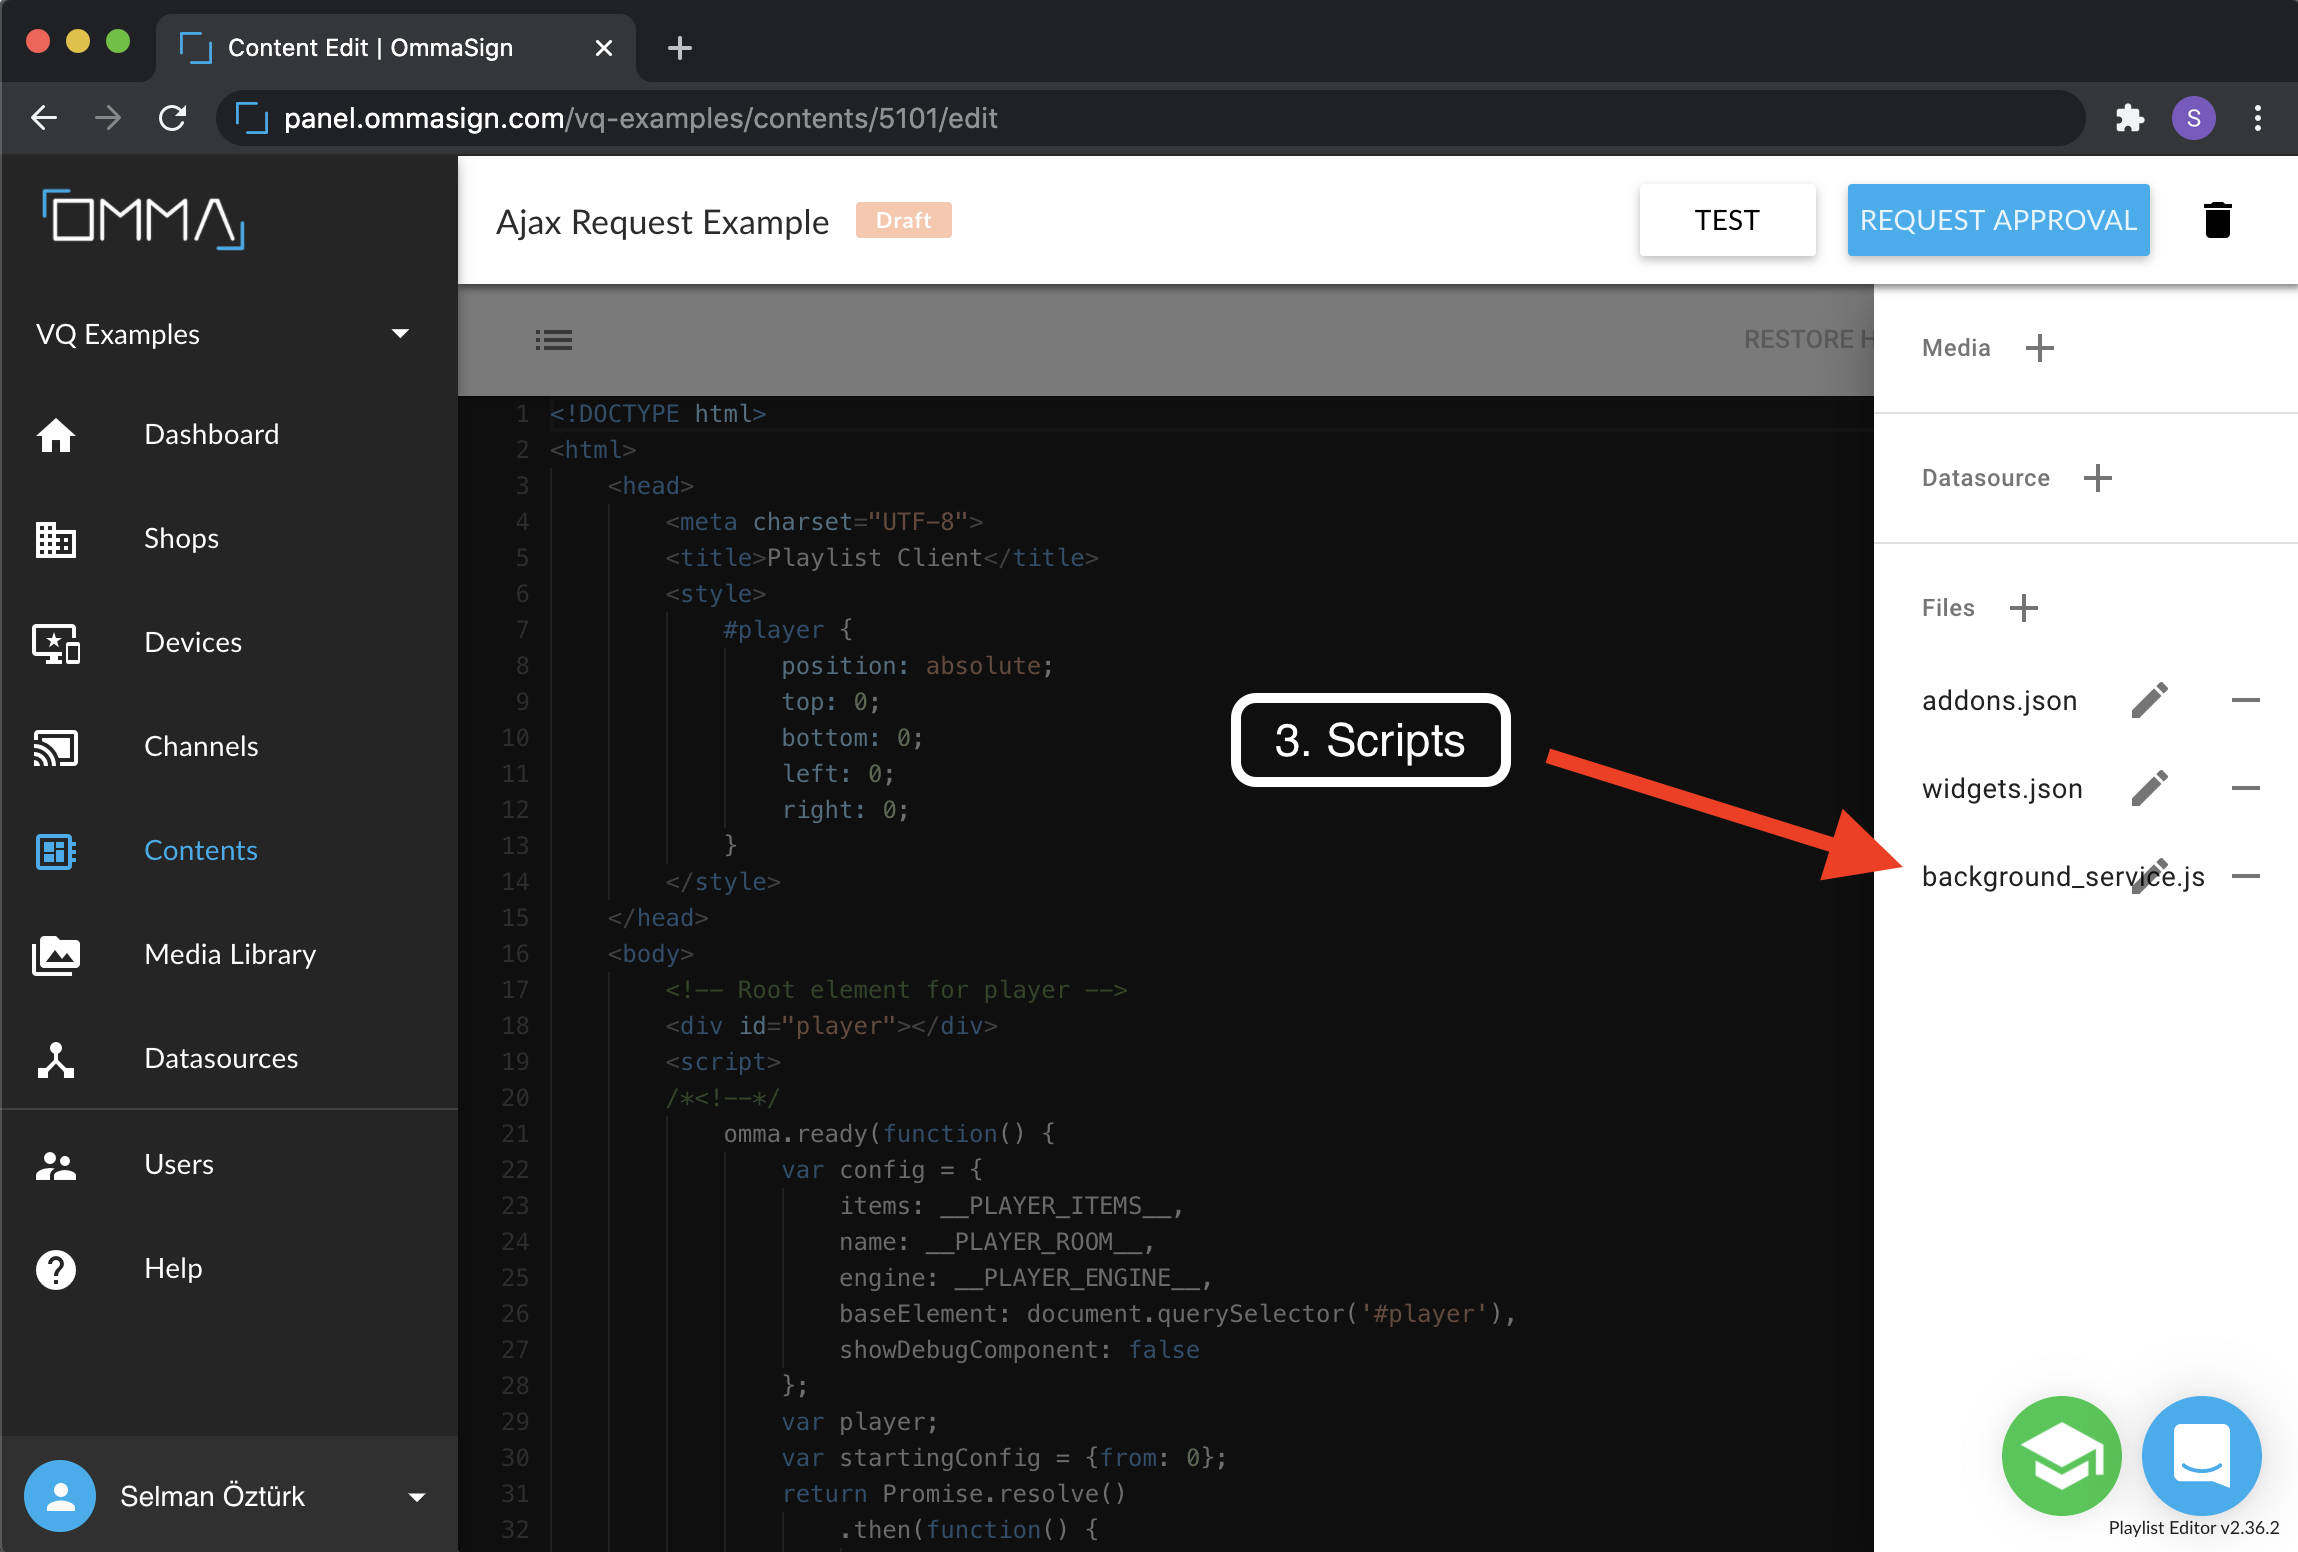 Content Edit | OmmaSign
panel.ommasign.com/vq-examples/contents/5101/edit
S
OMMA
VQ Examples
Dashboard
Shops
Devices
Channels
Contents
Media Library
Datasources
Users
Help
Selman Öztürk
Ajax Request Example
Draft
TEST
REQUEST APPROVAL
RESTORE H
1 <!DOCTYPE html>
2 <html>
3 <head>
4 <meta charset="UTF-8">
5 <title>Playlist Client</title>
6 <style>
7 #player {
8 position: absolute;
9 top: 0;
10 bottom: 0;
11 left: 0;
12 right: 0;
13 }
14 </style>
15 </head>
16 <body>
17 <!-- Root element for player -->
18 <div id="player"></div>
19 <script>
20 /*<!--*/
21 omma.ready(function() {
22 var config = {
23 items: __PLAYER_ITEMS__,
24 name: __PLAYER_ROOM__,
25 engine: __PLAYER_ENGINE__,
26 baseElement: document.querySelector('#player'),
27 showDebugComponent: false
28 };
29 var player;
30 var startingConfig = {from: 0};
31 return Promise.resolve()
32 .then(function() {
3. Scripts
Media
Datasource
Files
addons.json
widgets.json
background_service.js
Playlist Editor v2.36.2